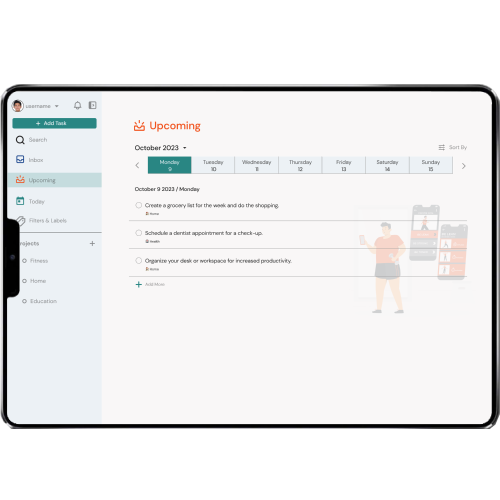 username
+ Add Task
Search
Inbox
Upcoming
Today
Filters & Labels
rojects +
Fitness
Home
Education
Upcoming
October 2023
Sort By
Monday Tuesday Wednesday Thursday Friday Saturday Sunday
9 10 11 12 13 14 15
October 9 2023 / Monday
Create a grocery list for the week and do the shopping.
Home
Schedule a dentist appointment for a check-up.
Health
Organize your desk or workspace for increased productivity.
Home
Add More